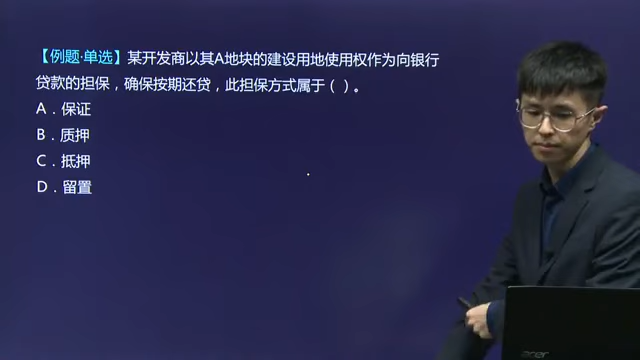 【例题·单选】某开发商以其A地块的建设用地使用权作为向银行
贷款的担保，确保按期还贷，此担保方式属于（ ）。
A．保证
B．质押
C．抵押
D．留置
acer